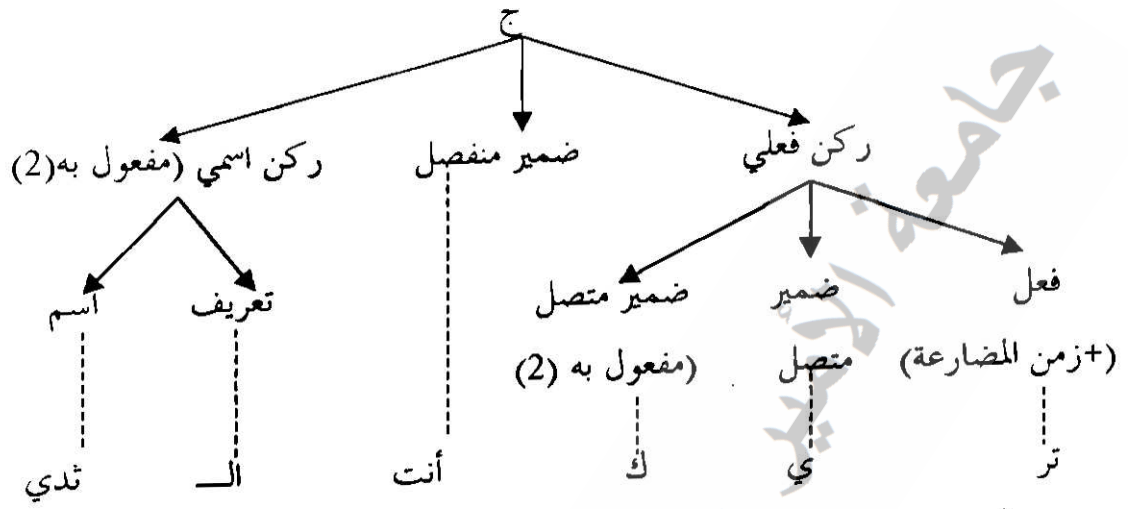 ج
ركن فعلي ضمير منفصل ركن اسمي (مفعول به(2)
فعل ضمير ضمير متصل تعريف اسم
(+زمن المضارعة) متصل (مفعول به (2)
تر ي ك أنت الـ ثدي
جامعة الأمير